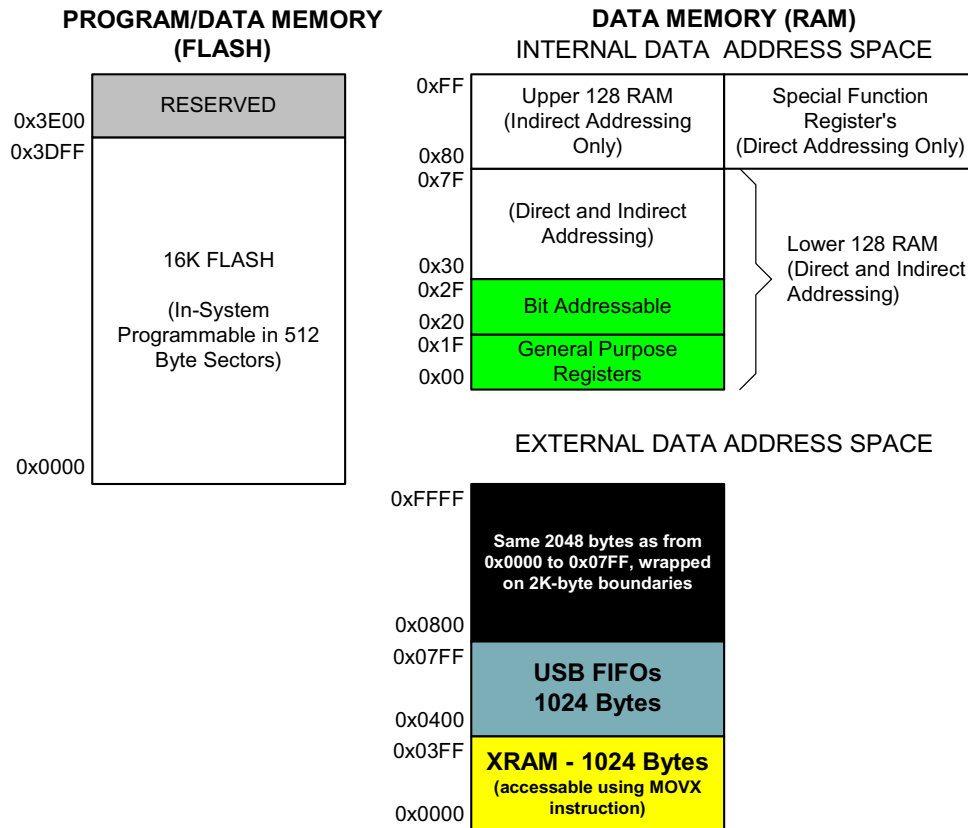 PROGRAM/DATA MEMORY
(FLASH)
RESERVED
0x3E00
0x3DFF
16K FLASH
(In-System
Programmable in 512
Byte Sectors)
0x0000
DATA MEMORY (RAM)
INTERNAL DATA ADDRESS SPACE
0xFF
Upper 128 RAM
(Indirect Addressing
Only)
0x80
Special Function
Register's
(Direct Addressing Only)
0x7F
(Direct and Indirect
Addressing)
0x30
Lower 128 RAM
(Direct and Indirect
Addressing)
0x2F
Bit Addressable
0x20
0x1F
General Purpose
Registers
0x00
EXTERNAL DATA ADDRESS SPACE
0xFFFF
Same 2048 bytes as from
0x0000 to 0x07FF, wrapped
on 2K-byte boundaries
0x0800
0x07FF
USB FIFOs
1024 Bytes
0x0400
0x03FF
XRAM - 1024 Bytes
(accessable using MOVX
instruction)
0x0000